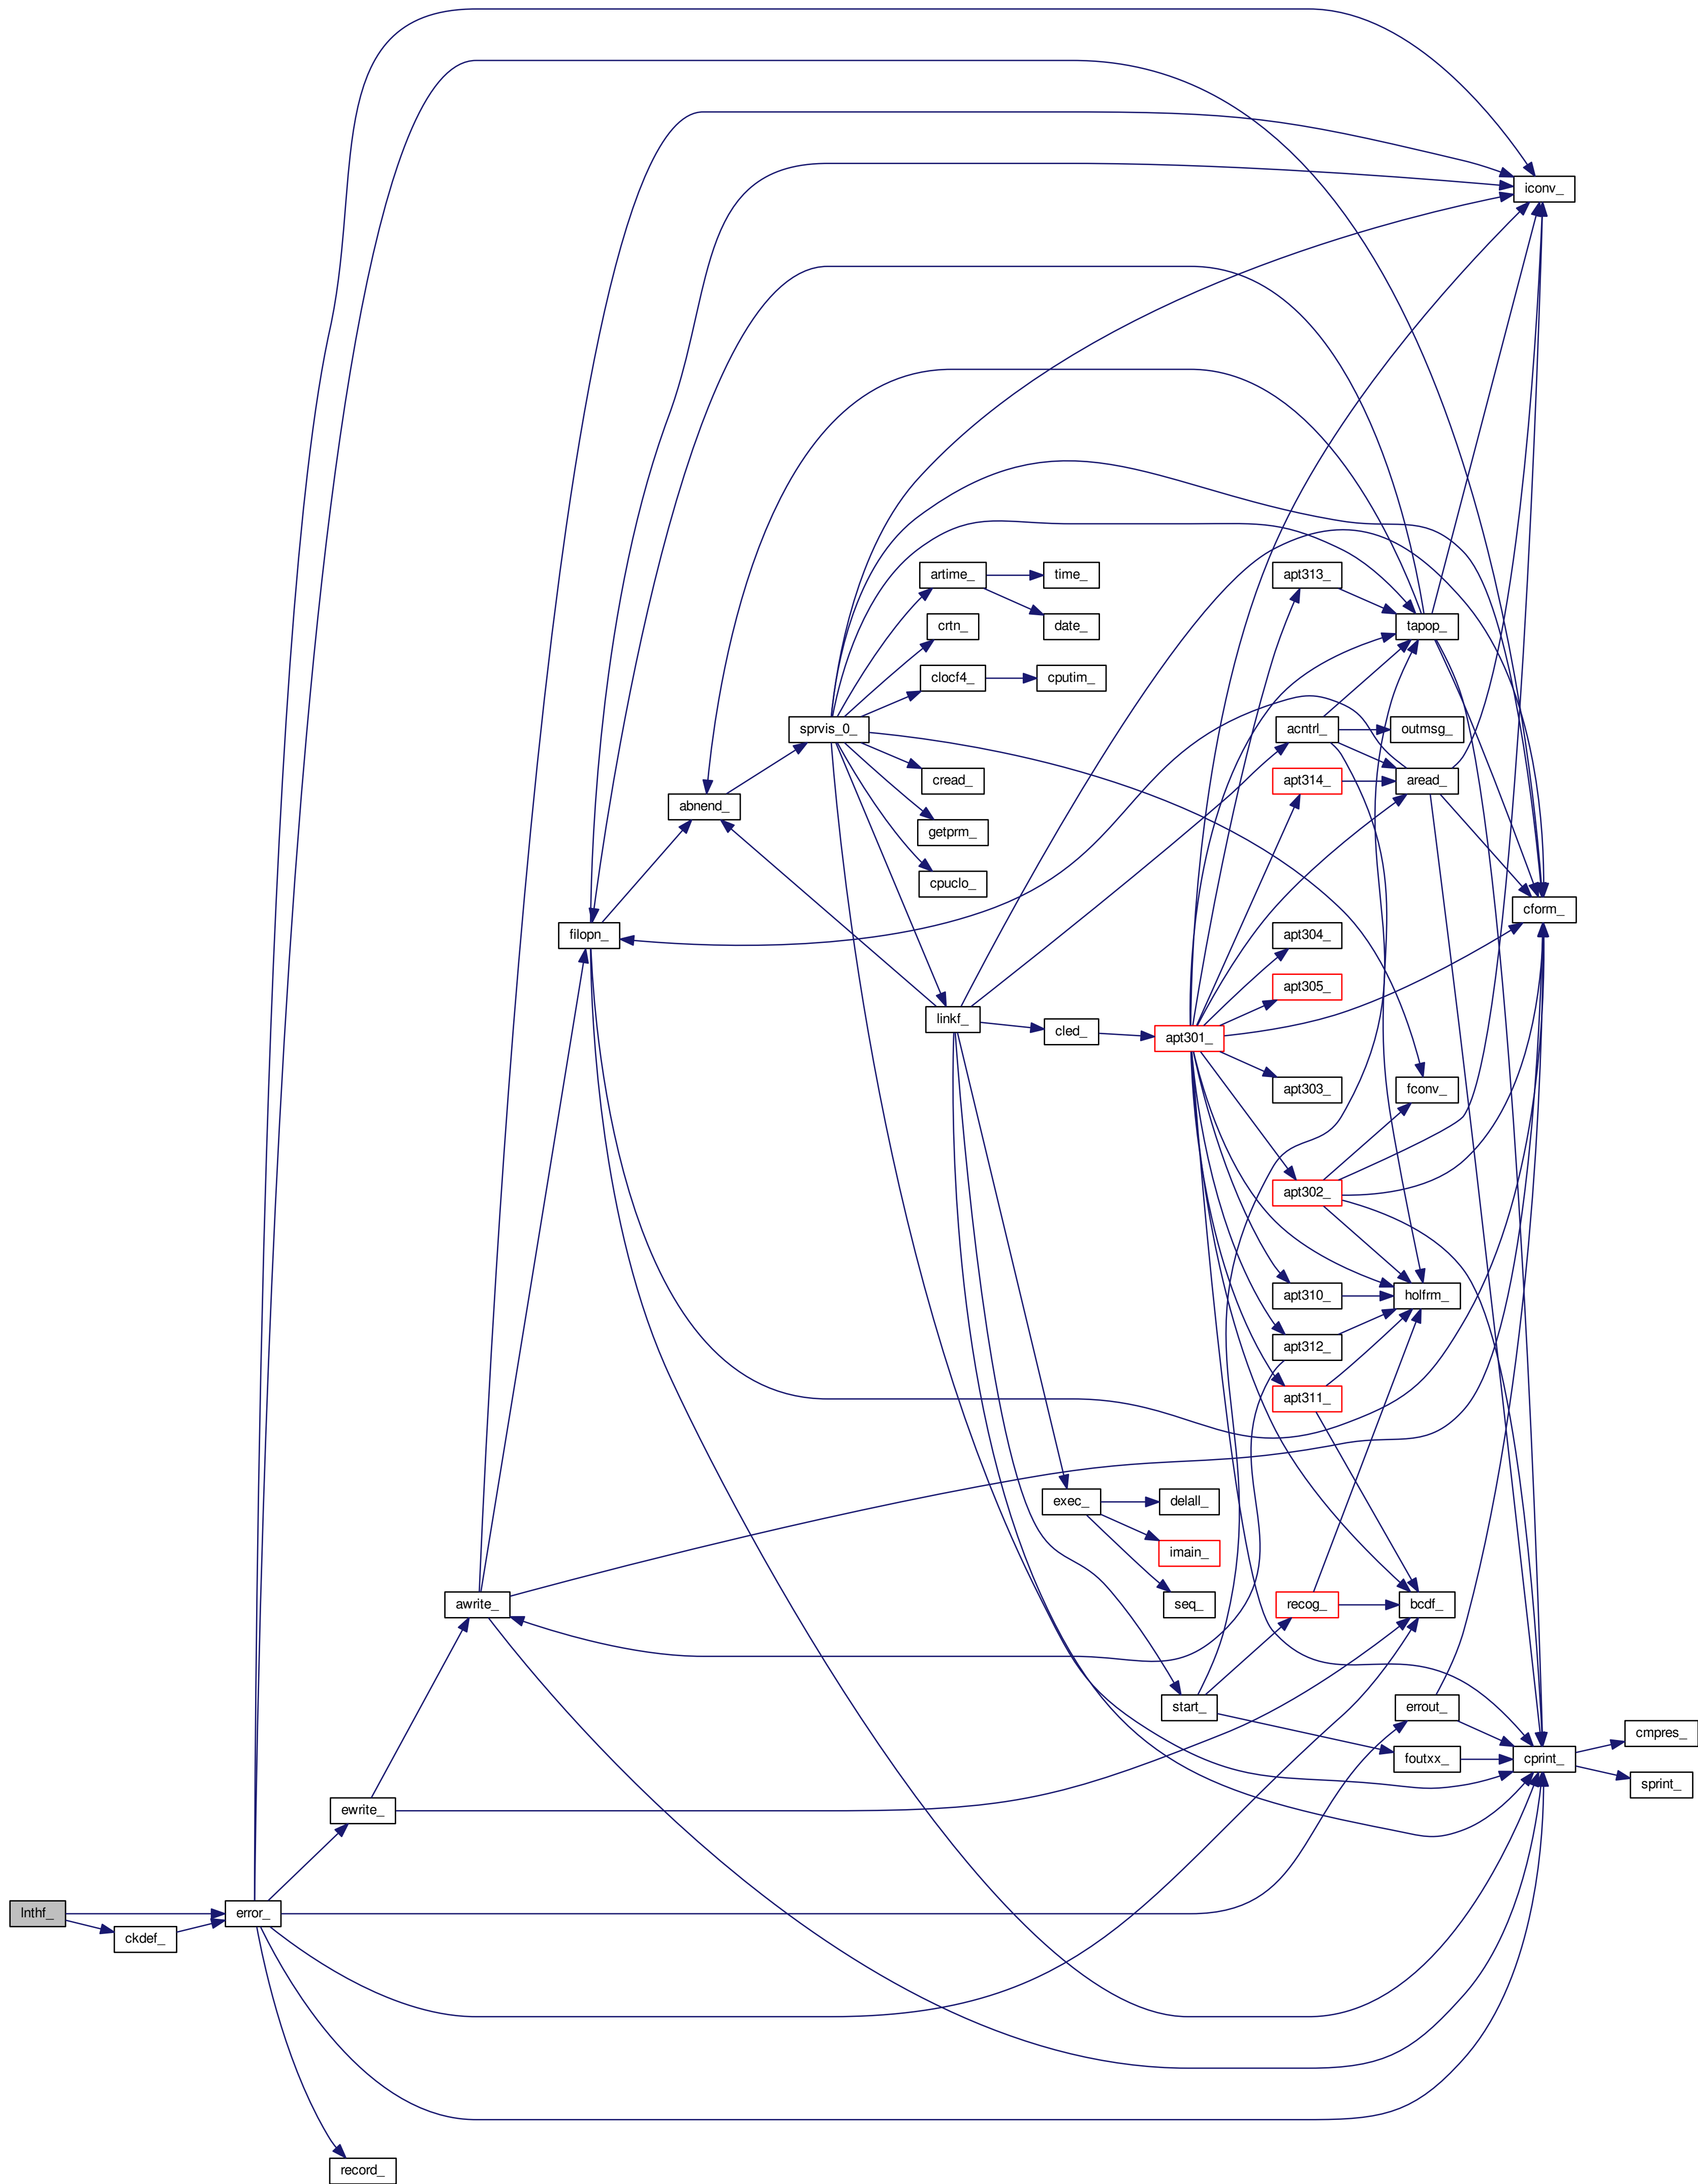 iconv_
artime_
time_
apt313_
crtn_
date_
tapop_
clocf4_
cputim_
sprvis_0_
acntrl_
outmsg_
abnend_
cread_
apt314_
aread_
getprm_
cpuclo_
cform_
filopn_
apt304_
apt305_
linkf_
cled_
apt301_
apt303_
fconv_
apt302_
apt310_
holfrm_
apt312_
apt311_
exec_
delall_
imain_
awrite_
seq_
recog_
bcdf_
start_
errout_
cmpres_
foutxx_
cprint_
sprint_
ewrite_
lnthf_
error_
ckdef_
record_